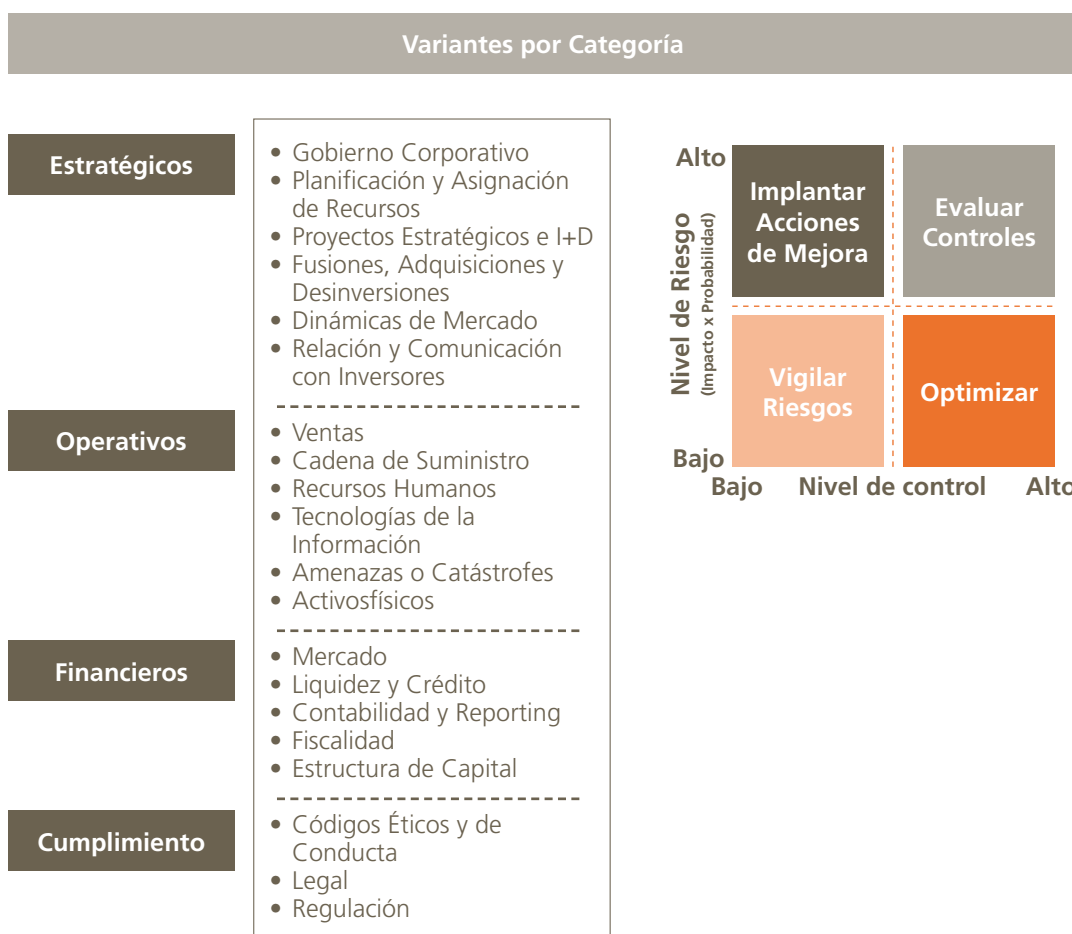 Variantes por Categoría
Estratégicos
• Gobierno Corporativo
• Planificación y Asignación
de Recursos
• Proyectos Estratégicos e I+D
• Fusiones, Adquisiciones y
Desinversiones
• Dinámicas de Mercado
• Relación y Comunicación
con Inversores
Operativos
• Ventas
• Cadena de Suministro
• Recursos Humanos
• Tecnologías de la
Información
• Amenazas o Catástrofes
• Activosfísicos
Financieros
• Mercado
• Liquidez y Crédito
• Contabilidad y Reporting
• Fiscalidad
• Estructura de Capital
Cumplimiento
• Códigos Éticos y de
Conducta
• Legal
• Regulación
Alto
Nivel de Riesgo
(Impacto x Probabilidad)
Implantar
Acciones
de Mejora
Evaluar
Controles
Vigilar
Riesgos
Optimizar
Bajo
Bajo Nivel de control Alto